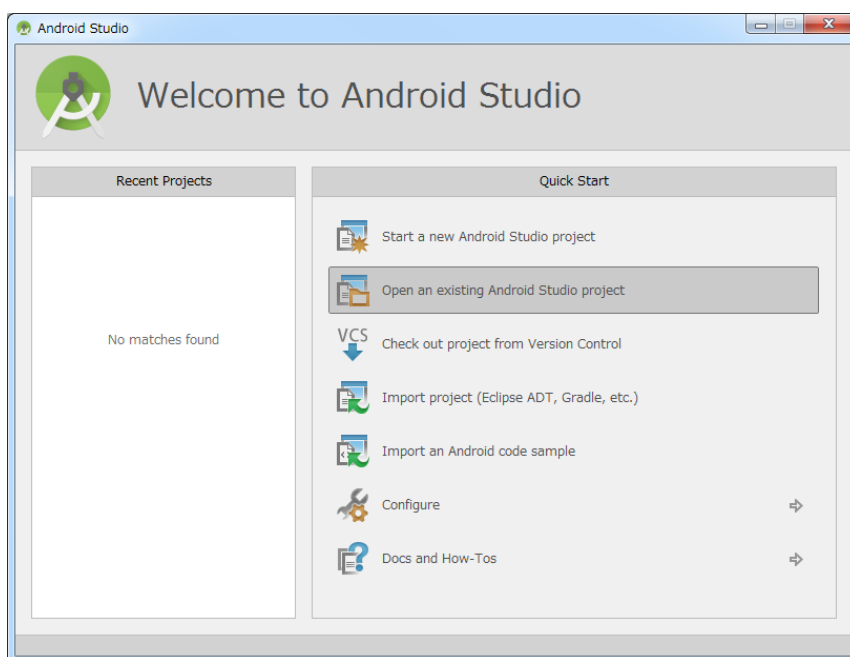 Android Studio
Welcome to Android Studio
Recent Projects
No matches found
Quick Start
Start a new Android Studio project
Open an existing Android Studio project
VCS
Check out project from Version Control
Import project (Eclipse ADT, Gradle, etc.)
Import an Android code sample
Configure
Docs and How-Tos